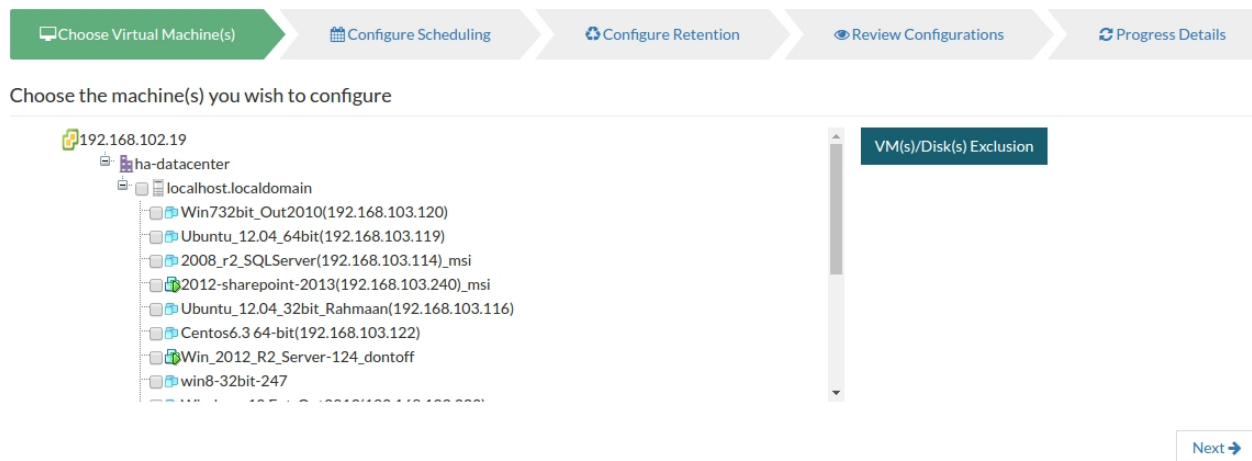 Choose Virtual Machine(s) Configure Scheduling Configure Retention Review Configurations Progress Details
Choose the machine(s) you wish to configure
192.168.102.19
VM(s)/Disk(s) Exclusion
ha-datacenter
localhost.localdomain
Win732bit_Out2010(192.168.103.120)
Ubuntu_12.04_64bit(192.168.103.119)
2008_r2_SQLServer(192.168.103.114)_msi
2012-sharepoint-2013(192.168.103.240)_msi
Ubuntu_12.04_32bit_Rahmaan(192.168.103.116)
Centos6.3 64-bit(192.168.103.122)
Win_2012_R2_Server-124_dontoff
win8-32bit-247
Next